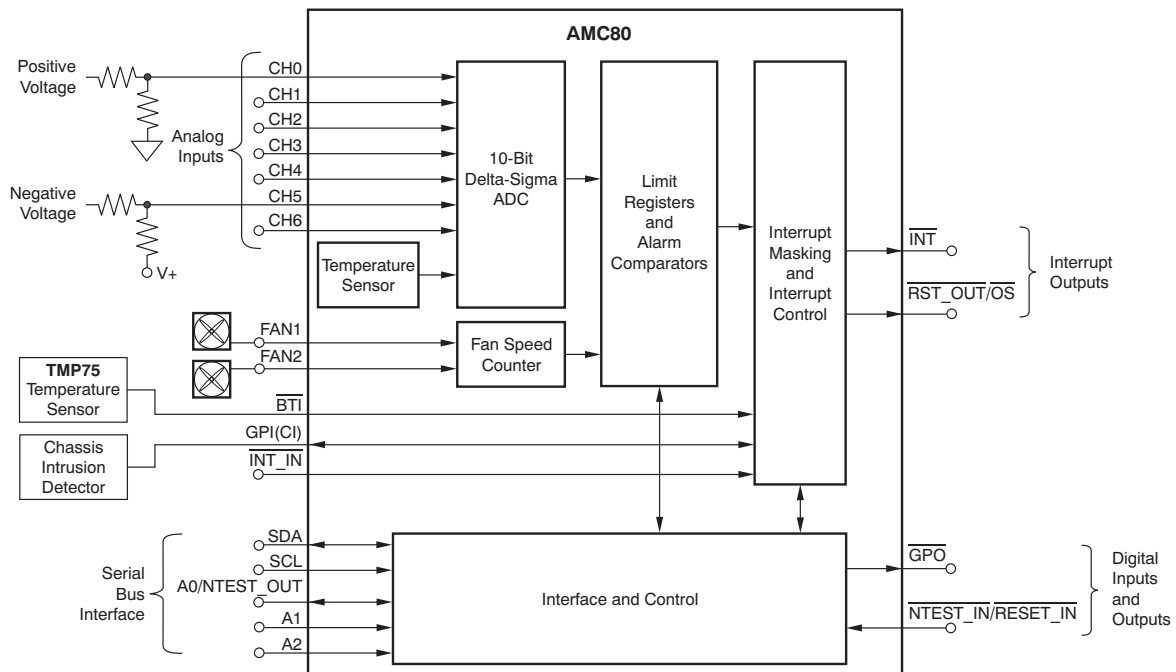 AMC80
Positive
Voltage
Analog
Inputs
Negative
Voltage
V+
CH0
CH1
CH2
CH3
CH4
CH5
CH6
10-Bit
Delta-Sigma
ADC
Temperature
Sensor
Limit
Registers
and
Alarm
Comparators
Interrupt
Masking
and
Interrupt
Control
INT
RST_OUT/OS
Interrupt
Outputs
FAN1
FAN2
Fan Speed
Counter
TMP75
Temperature
Sensor
BTI
GPI(CI)
Chassis
Intrusion
Detector
INT_IN
Serial
Bus
Interface
SDA
SCL
A0/NTEST_OUT
A1
A2
Interface and Control
GPO
NTEST_IN/RESET_IN
Digital
Inputs
and
Outputs